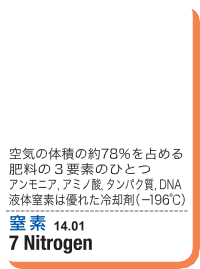 空気の体積の約78%を占める
肥料の３要素のひとつ
アンモニア, アミノ酸, タンパク質, DNA
液体窒素は優れた冷却剤(−196℃)
窒素 14.01
7 Nitrogen